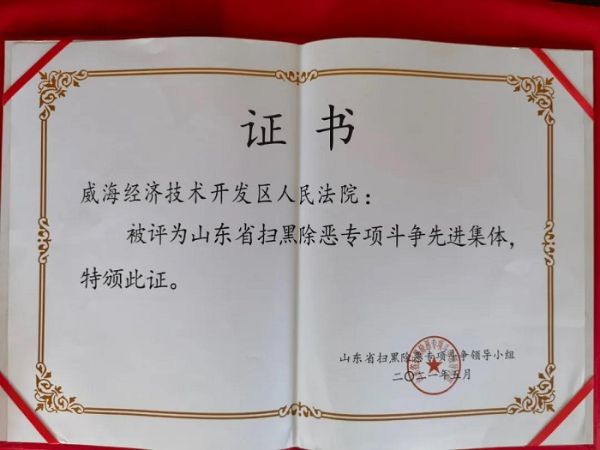 证书
威海经济技术开发区人民法院：
被评为山东省扫黑除恶专项斗争先进集体，
特颁此证。
山东省扫黑除恶专项斗争领导小组
二〇二一年五月